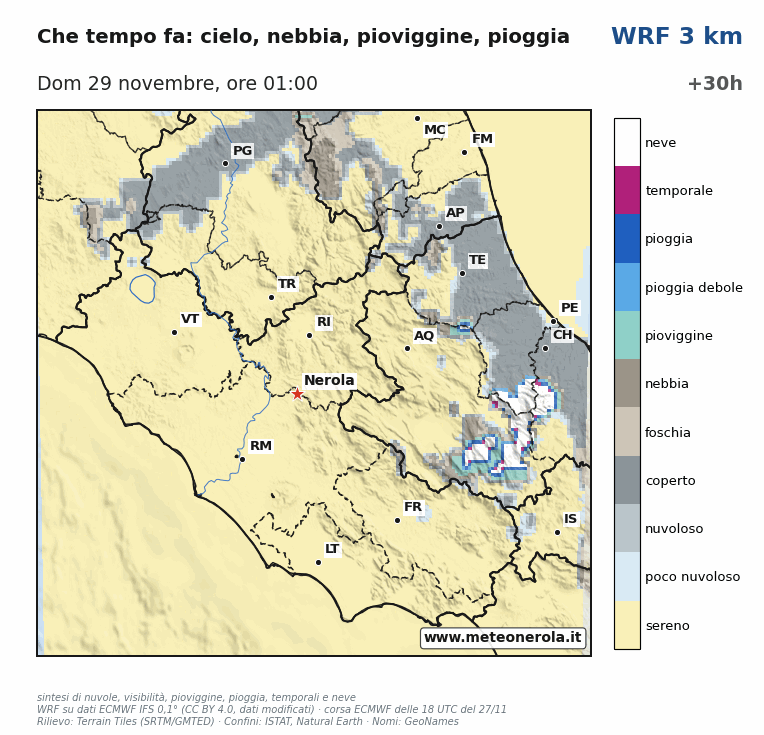 Che tempo fa: cielo, nebbia, pioviggine, pioggia
WRF 3 km
Dom 29 novembre, ore 01:00
+30h
MC
FM
PG
AP
TE
TR
PE
VT
RI
AQ
CH
Nerola
RM
FR
IS
LT
www.meteonerola.it
neve
temporale
pioggia
pioggia debole
pioviggine
nebbia
foschia
coperto
nuvoloso
poco nuvoloso
sereno
sintesi di nuvole, visibilità, pioviggine, pioggia, temporali e neve
WRF su dati ECMWF IFS 0,1° (CC BY 4.0, dati modificati) · corsa ECMWF delle 18 UTC del 27/11
Rilievo: Terrain Tiles (SRTM/GMTED) · Confini: ISTAT, Natural Earth · Nomi: GeoNames